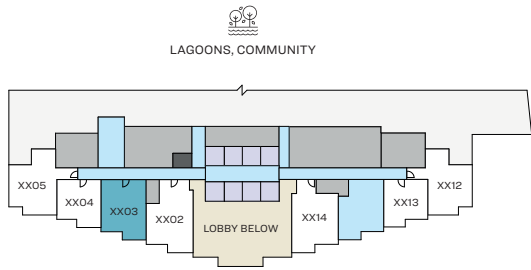 LAGOONS, COMMUNITY
XX05
XX12
XX04
XX03
XX02
LOBBY BELOW
XX14
XX13